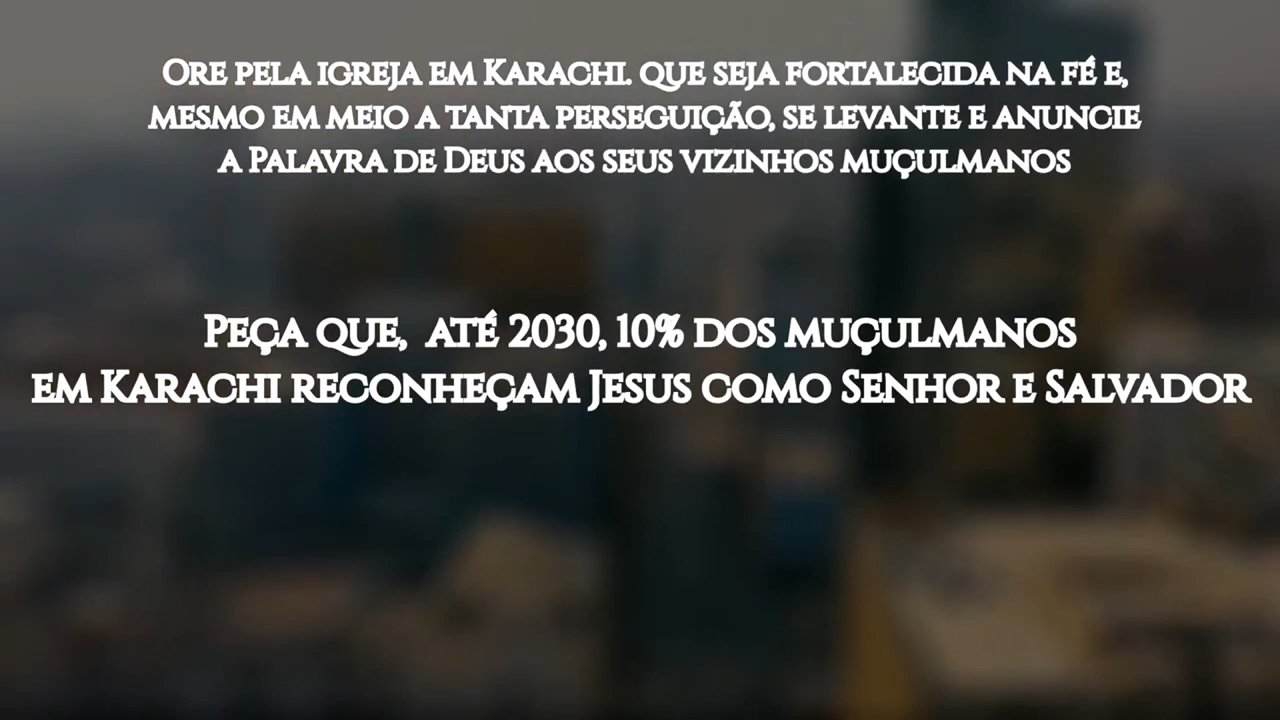 Ore pela igreja em Karachi. que seja fortalecida na fé e,
mesmo em meio a tanta perseguição, se levante e anuncie
a Palavra de Deus aos seus vizinhos muçulmanos
Peça que, até 2030, 10% dos muçulmanos
em Karachi reconheçam Jesus como Senhor e Salvador